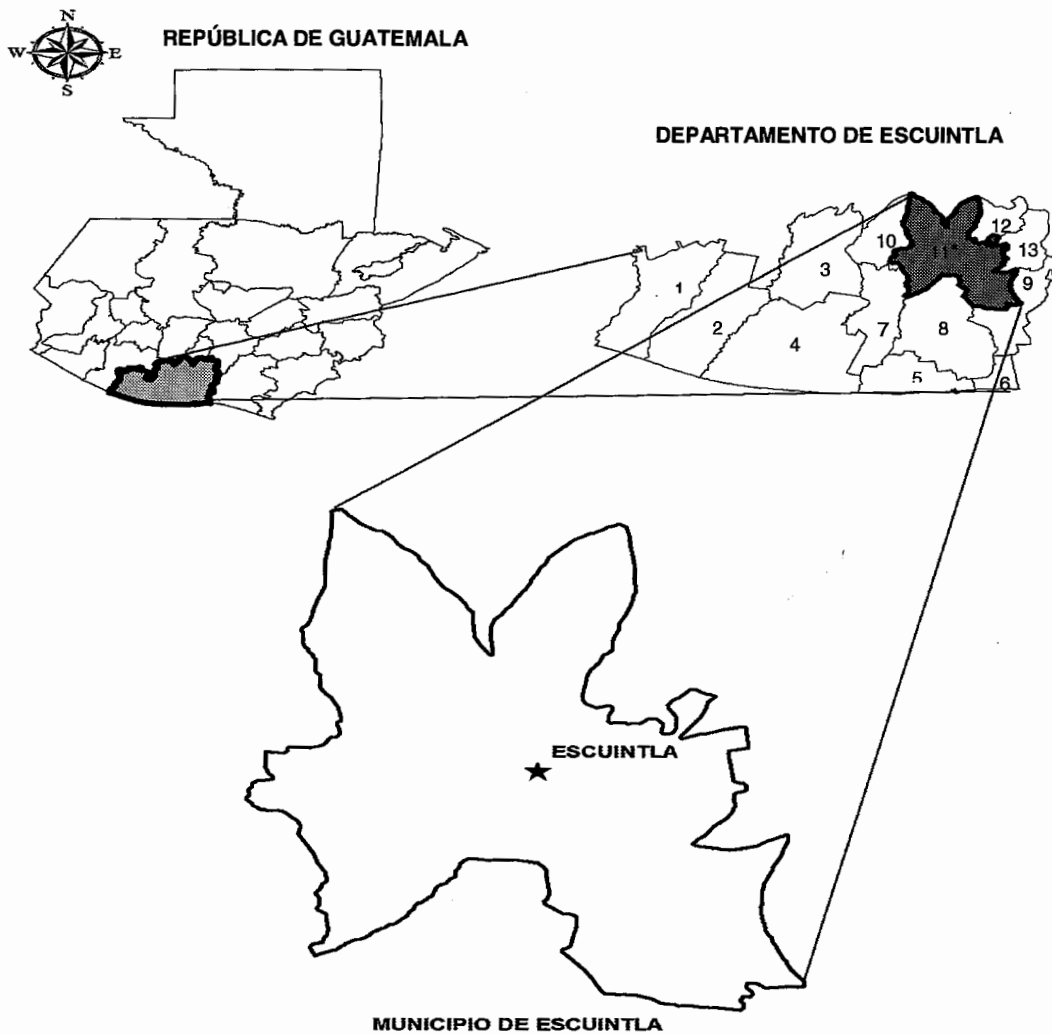 N
W E
S
REPÚBLICA DE GUATEMALA
DEPARTAMENTO DE ESCUINTLA
1
2
3
4
5
6
7
8
9
10
11*
12
13
ESCUINTLA
MUNICIPIO DE ESCUINTLA